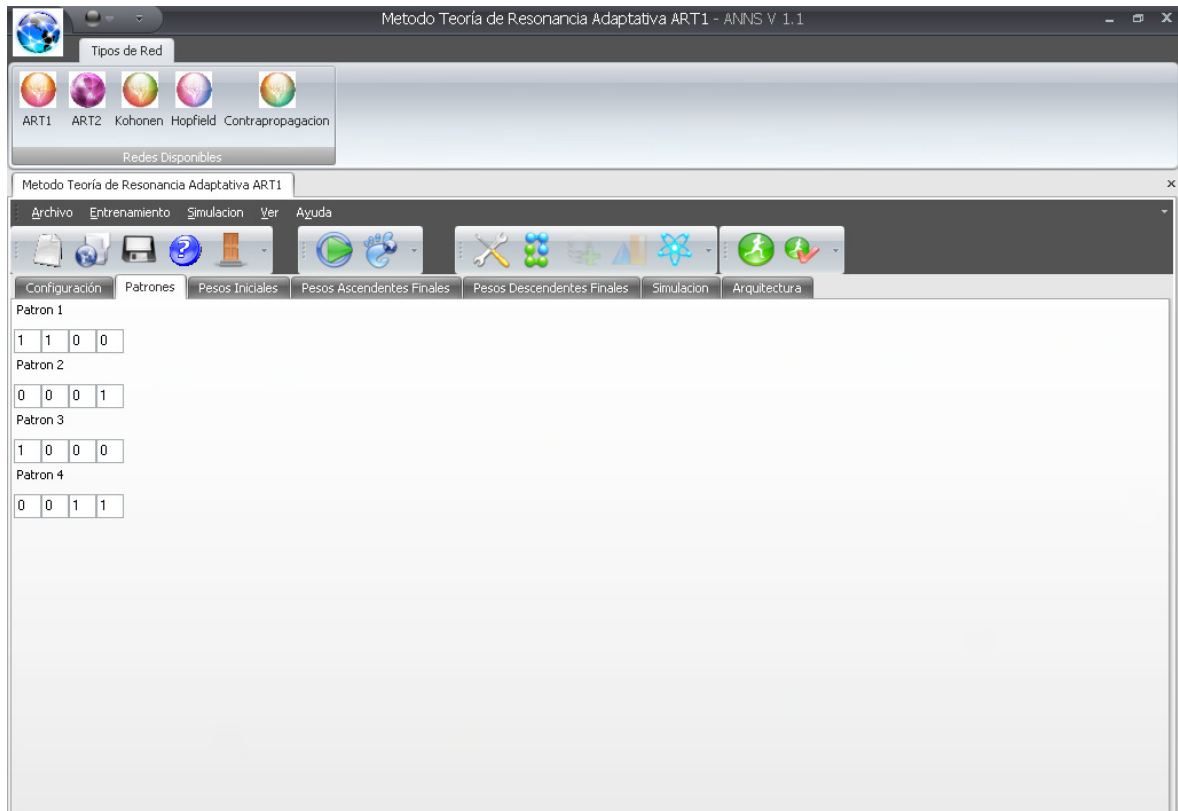 Metodo Teoría de Resonancia Adaptativa ART1 - ANNS V 1.1
Tipos de Red
ART1 ART2 Kohonen Hopfield Contrapropagacion
Redes Disponibles
Metodo Teoría de Resonancia Adaptativa ART1
Archivo Entrenamiento Simulacion Ver Ayuda
Configuración Patrones Pesos Iniciales Pesos Ascendentes Finales Pesos Descendentes Finales Simulacion Arquitectura
Patron 1
1 1 0 0
Patron 2
0 0 0 1
Patron 3
1 0 0 0
Patron 4
0 0 1 1